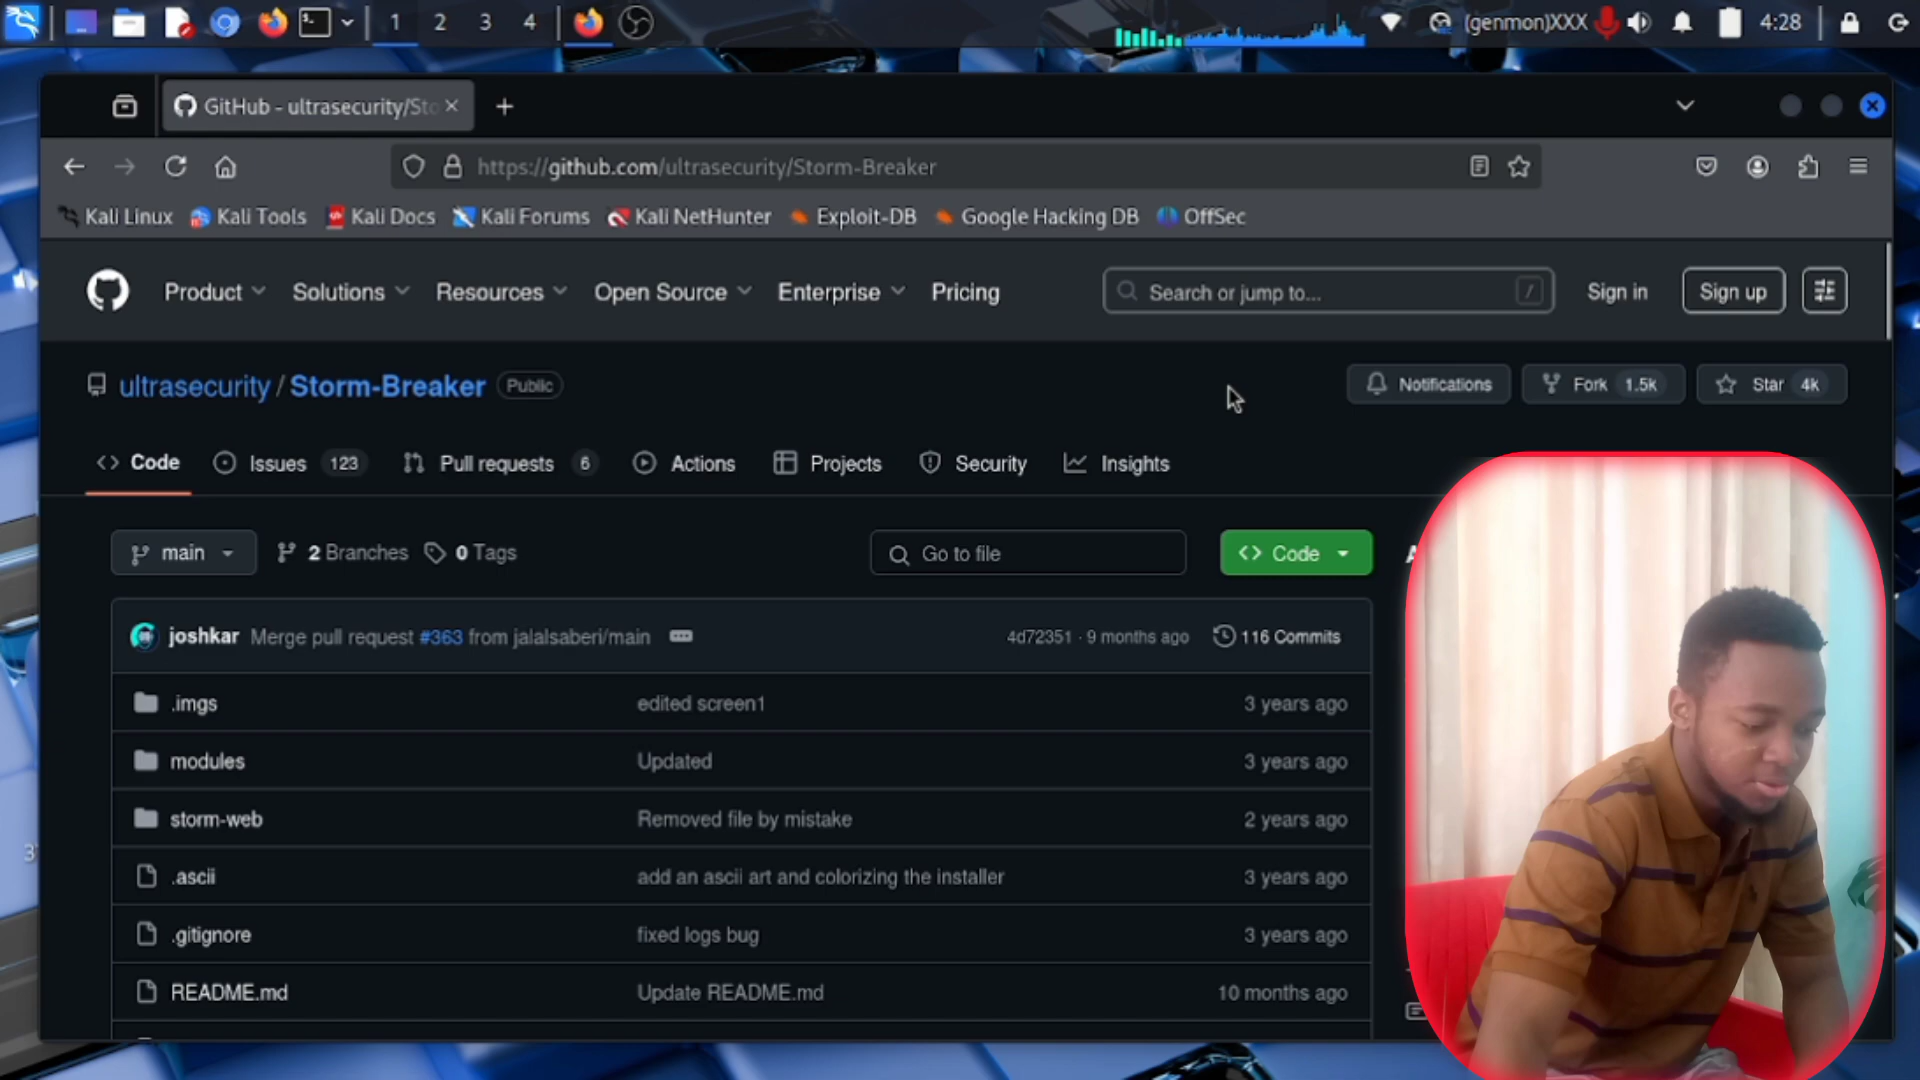 1 2 3 4 (genmon)XXX 4:28
GitHub - ultrasecurity/Sto
https://github.com/ultrasecurity/Storm-Breaker
Kali Linux Kali Tools Kali Docs Kali Forums Kali NetHunter Exploit-DB Google Hacking DB OffSec
Product Solutions Resources Open Source Enterprise Pricing Search or jump to... / Sign in Sign up
ultrasecurity / Storm-Breaker Public Notifications Fork 1.5k Star 4k
Code Issues 123 Pull requests 6 Actions Projects Security Insights
main 2 Branches 0 Tags Go to file Code
joshkar Merge pull request #363 from jalalsaberi/main 4d72351 · 9 months ago 116 Commits
.imgs edited screen1 3 years ago
modules Updated 3 years ago
storm-web Removed file by mistake 2 years ago
.ascii add an ascii art and colorizing the installer 3 years ago
.gitignore fixed logs bug 3 years ago
README.md Update README.md 10 months ago